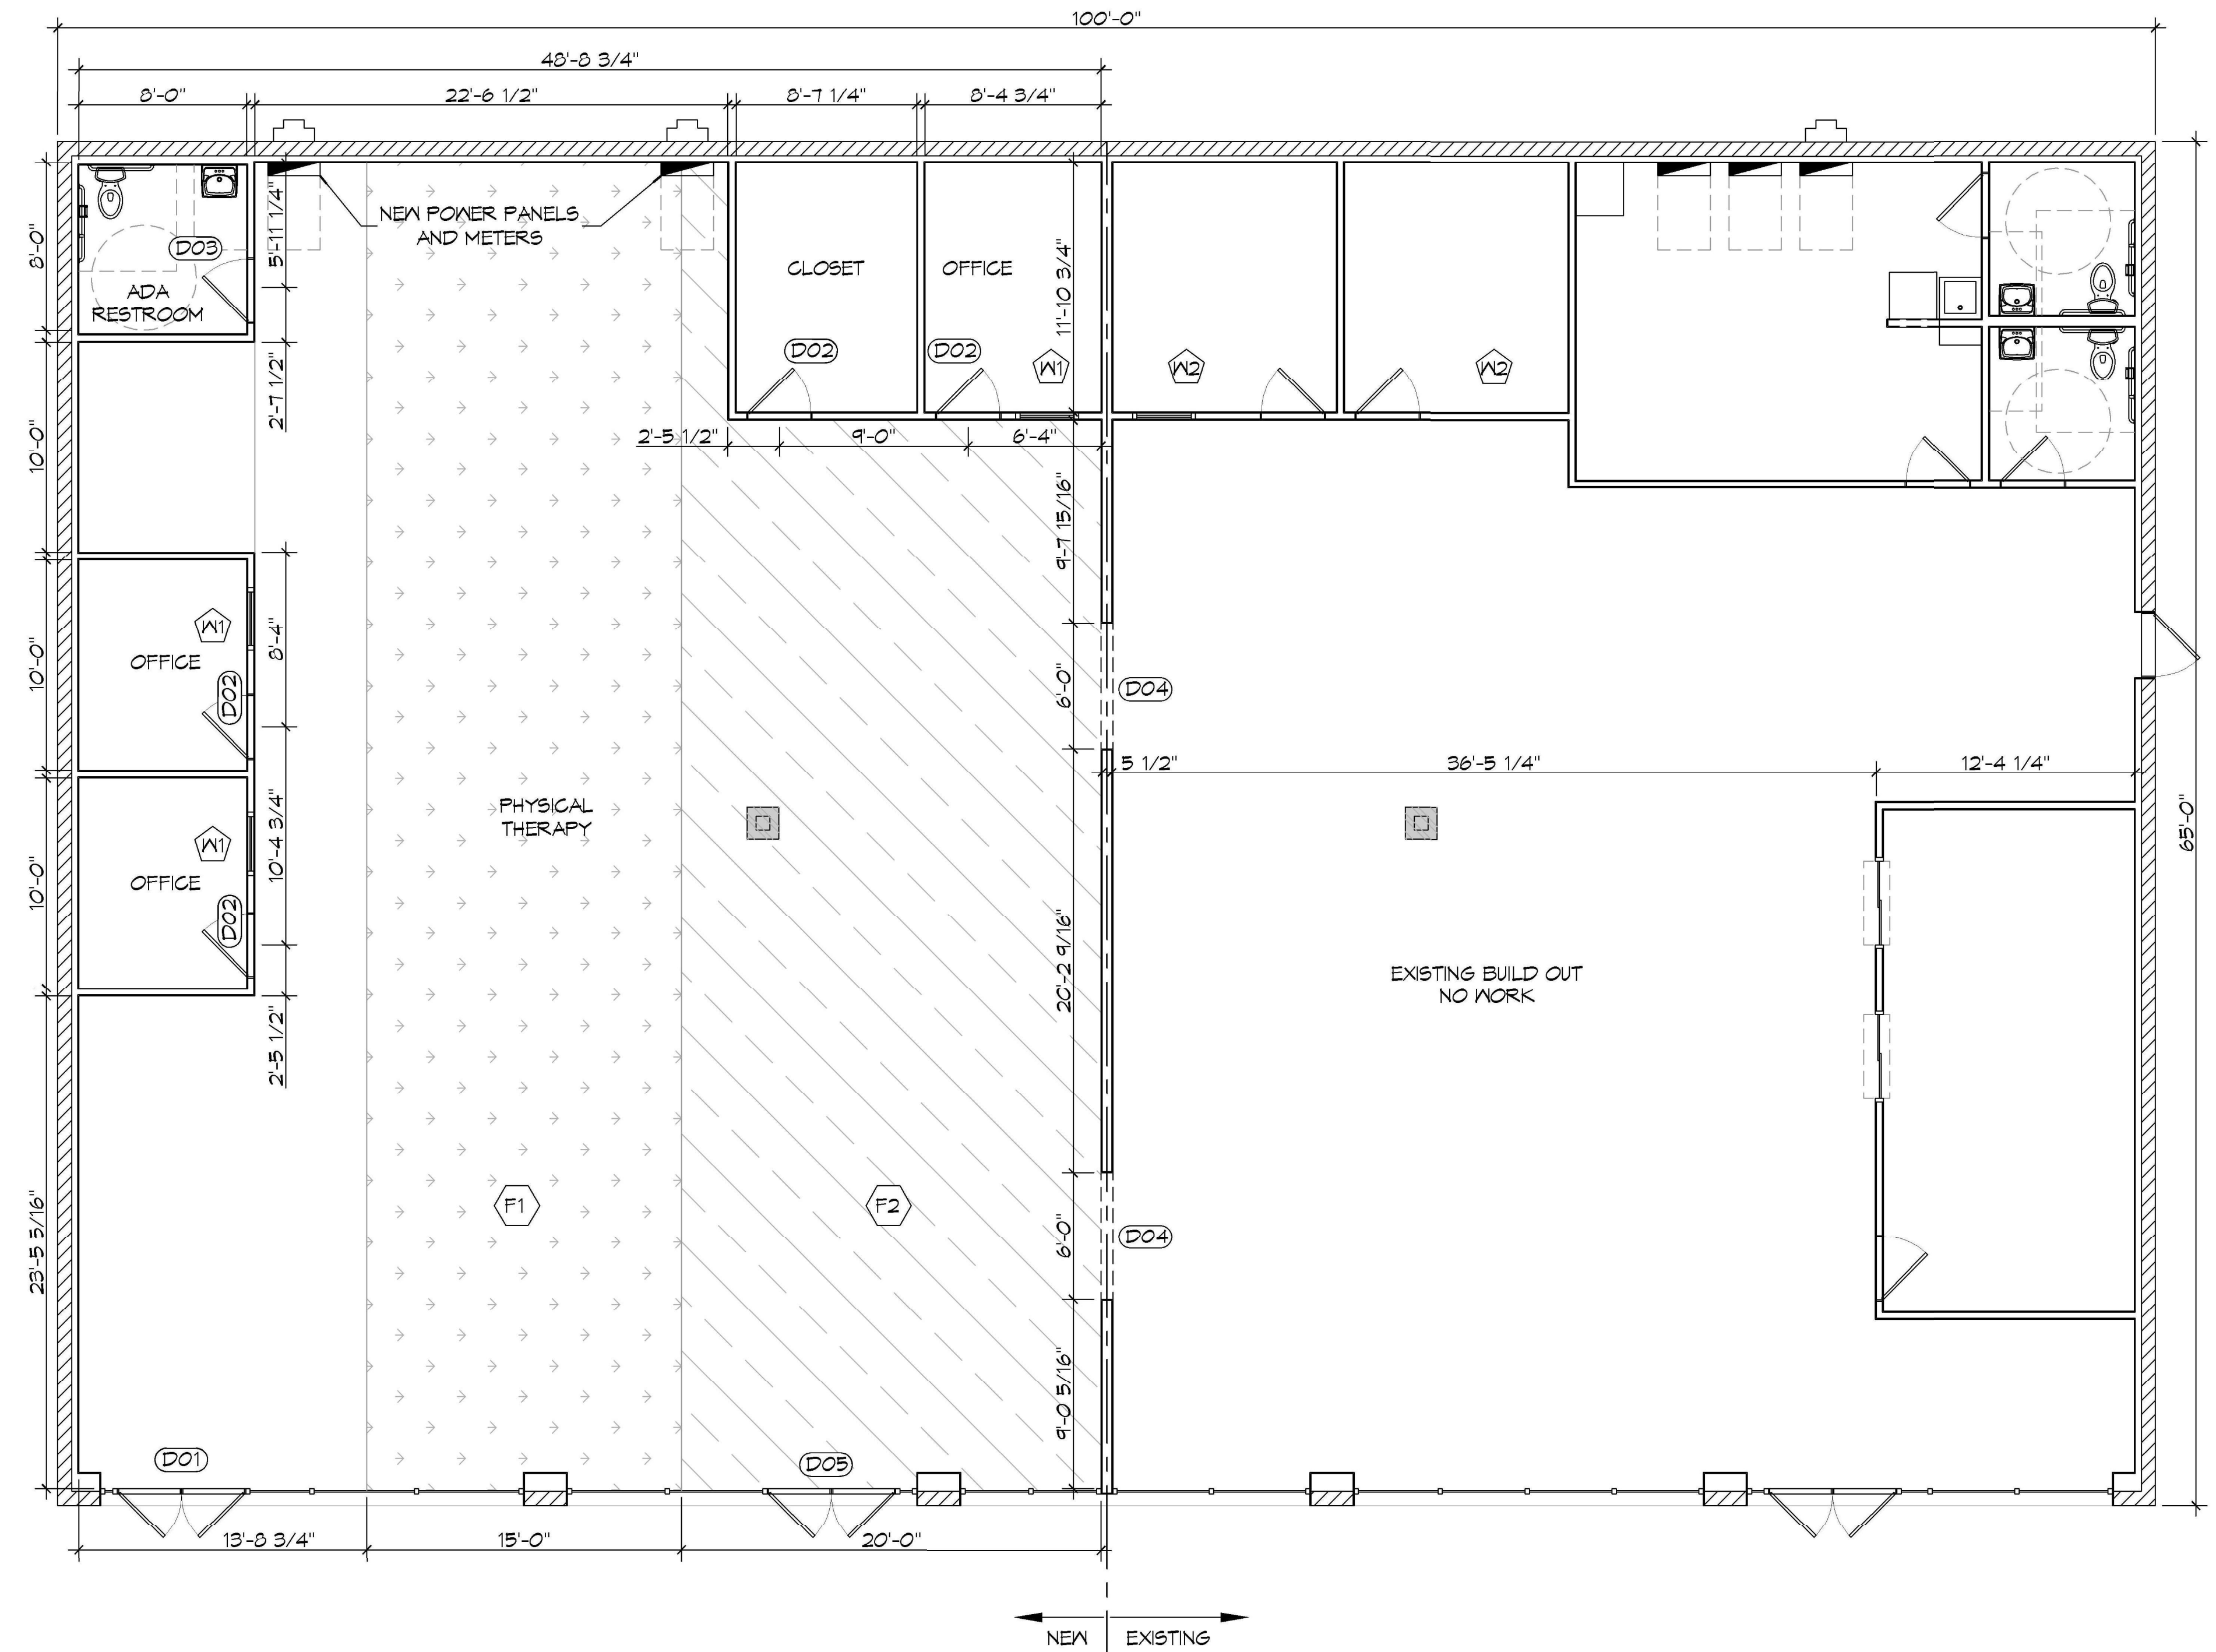 100'-0"
48'-8 3/4"
8'-0"
22'-6 1/2"
8'-7 1/4"
8'-4 3/4"
8'-0"
D03
ADA
RESTROOM
5'-11 1/4"
NEW POWER PANELS
AND METERS
CLOSET
OFFICE
11'-10 3/4"
D02
D02
W1
W2
W2
2'-7 1/2"
10'-0"
2'-5 1/2"
9'-0"
6'-4"
9'-7 15/16"
10'-0"
OFFICE
W1
D02
8'-4"
6'-0"
D04
5 1/2"
36'-5 1/4"
12'-4 1/4"
65'-0"
10'-0"
OFFICE
W1
D02
10'-4 3/4"
PHYSICAL
THERAPY
20'-2 9/16"
EXISTING BUILD OUT
NO WORK
2'-5 1/2"
23'-5 3/16"
F1
F2
6'-0"
D04
9'-0 5/16"
D01
D05
13'-8 3/4"
15'-0"
20'-0"
NEW
EXISTING